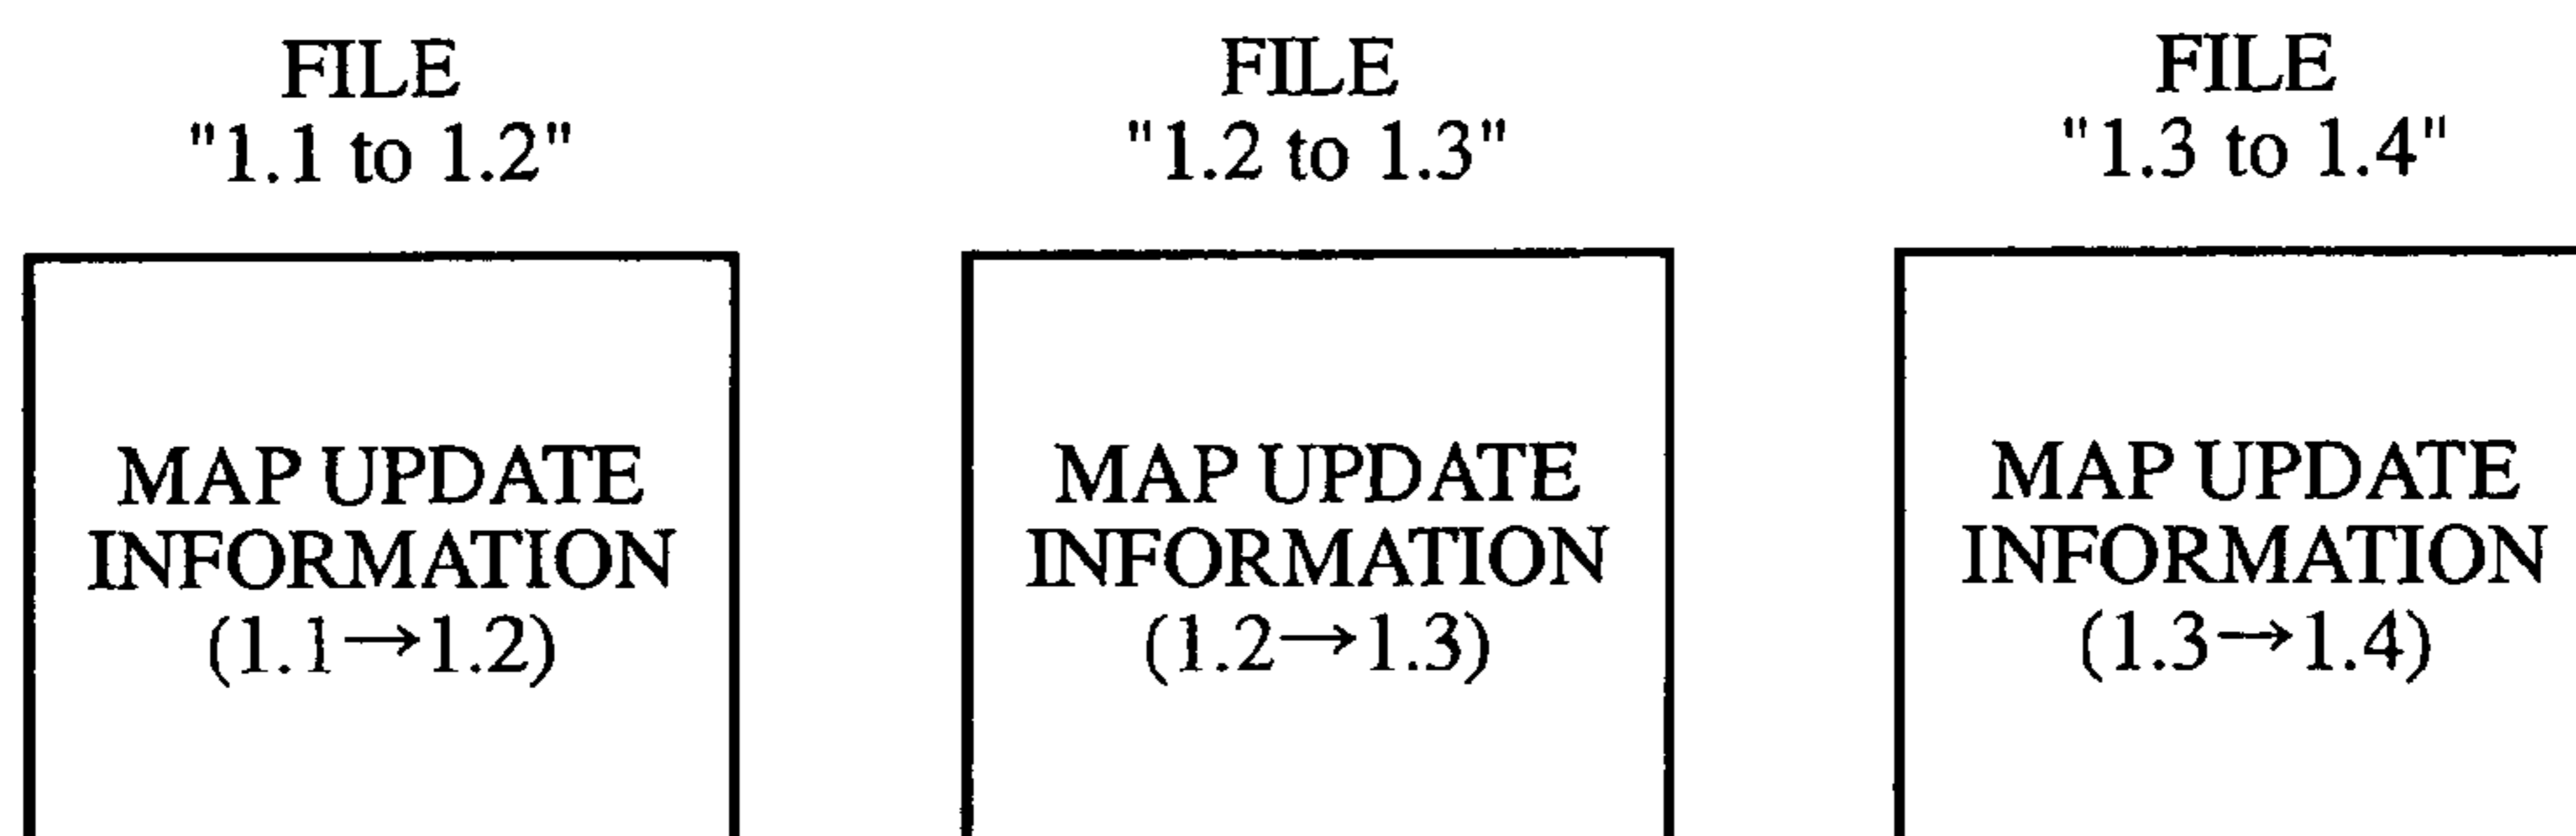 FILE
"1.1 to 1.2"
MAP UPDATE
INFORMATION
(1.1→1.2)
FILE
"1.2 to 1.3"
MAP UPDATE
INFORMATION
(1.2→1.3)
FILE
"1.3 to 1.4"
MAP UPDATE
INFORMATION
(1.3→1.4)